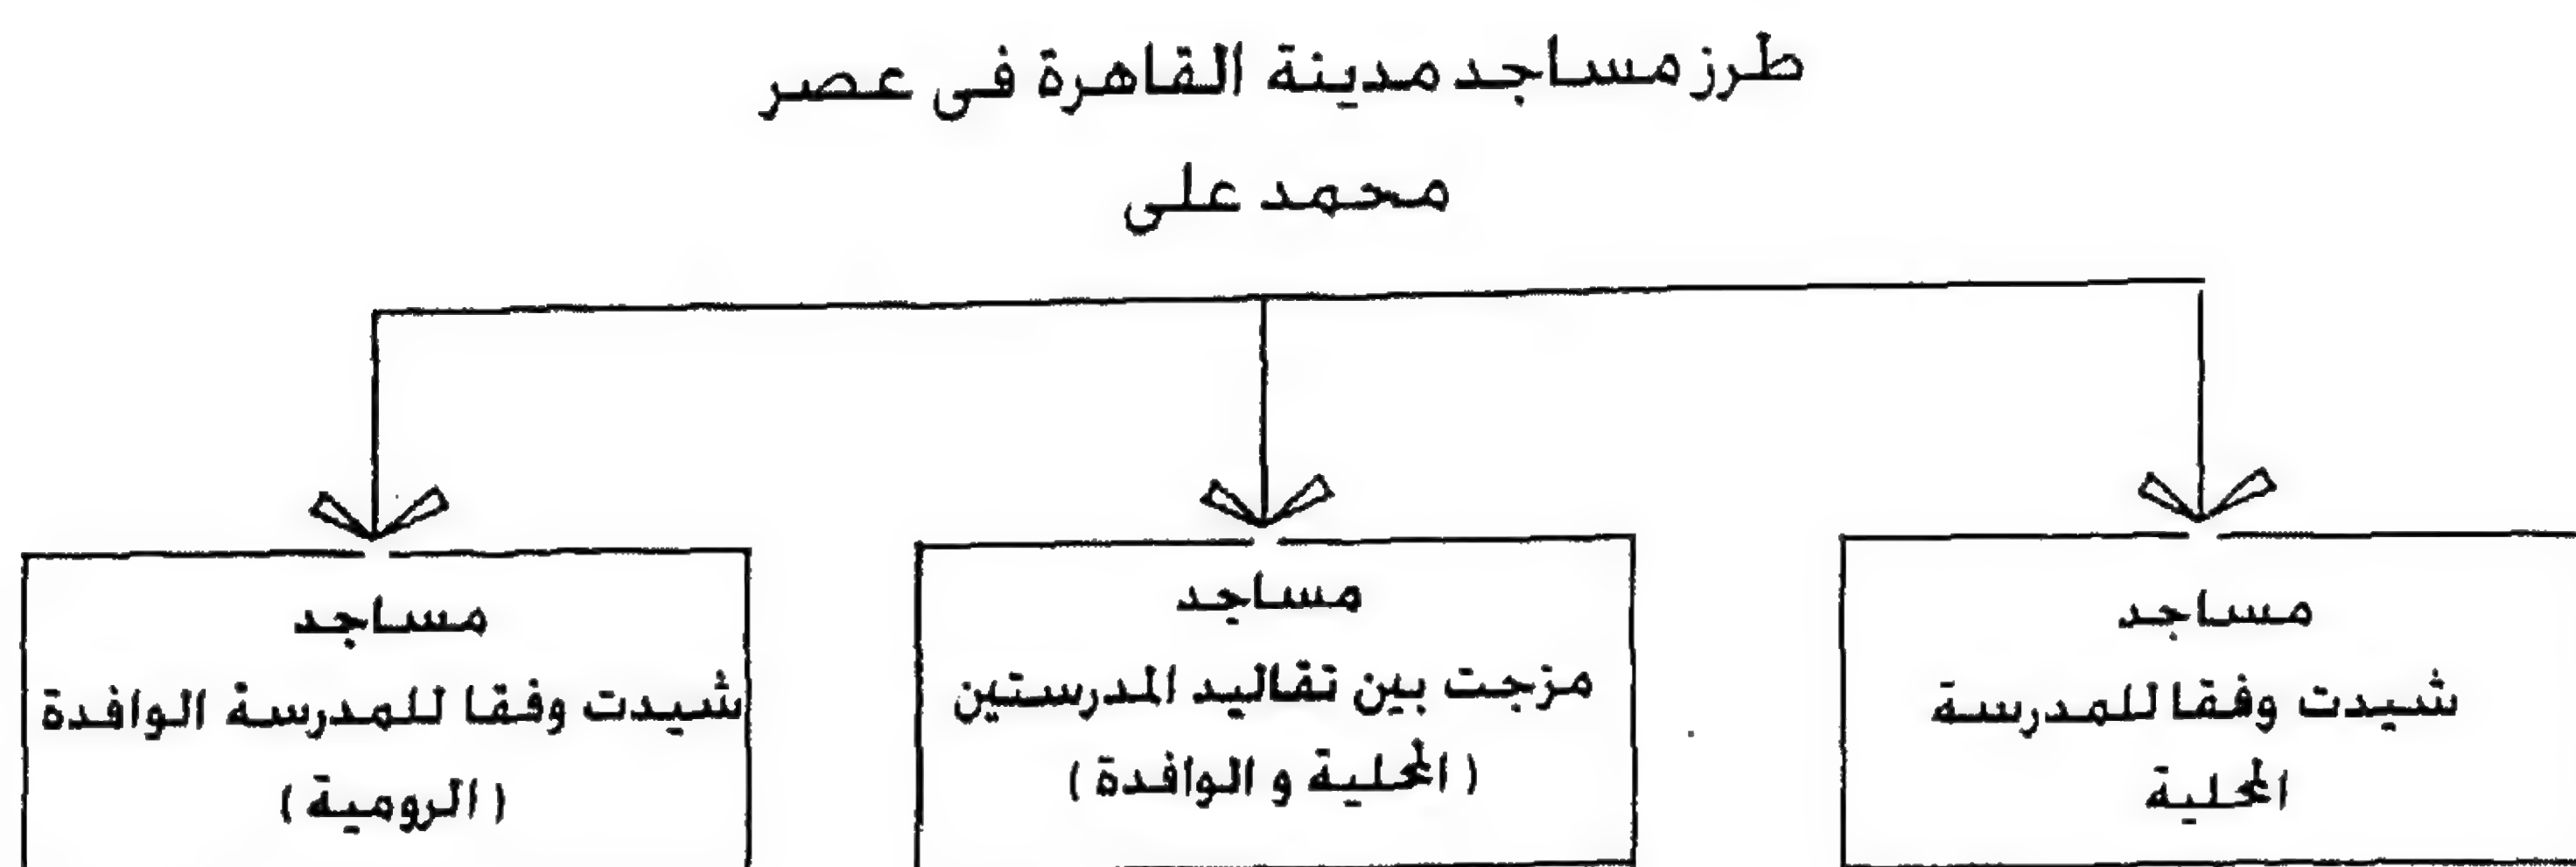 طرز مساجد مدينة القاهرة فى عصر
محمد على
مساجد
شيدت وفقا للمدرسة
المحلية
مساجد
مزجت بين تقاليد المدرستين
( المحلية و الوافدة )
مساجد
شيدت وفقا للمدرسة الوافدة
( الرومية )